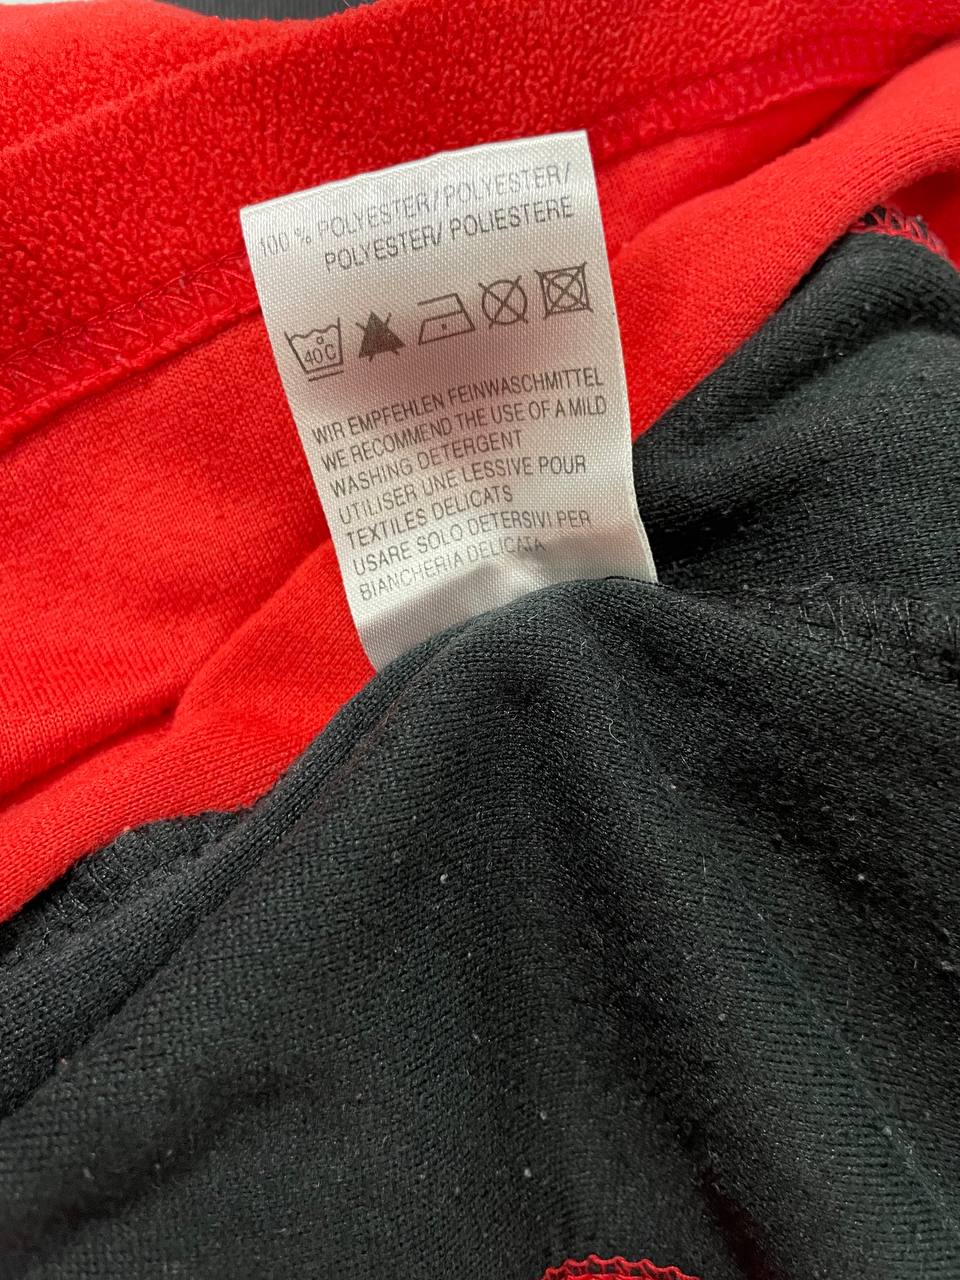 100 % POLYESTER/POLYESTER/
POLYESTER/ POLIESTERE
40°C
WIR EMPFEHLEN FEINWASCHMITTEL
WE RECOMMEND THE USE OF A MILD
WASHING DETERGENT
UTILISER UNE LESSIVE POUR
TEXTILES DELICATS
USARE SOLO DETERSIVI PER
BIANCHERIA DELICATA